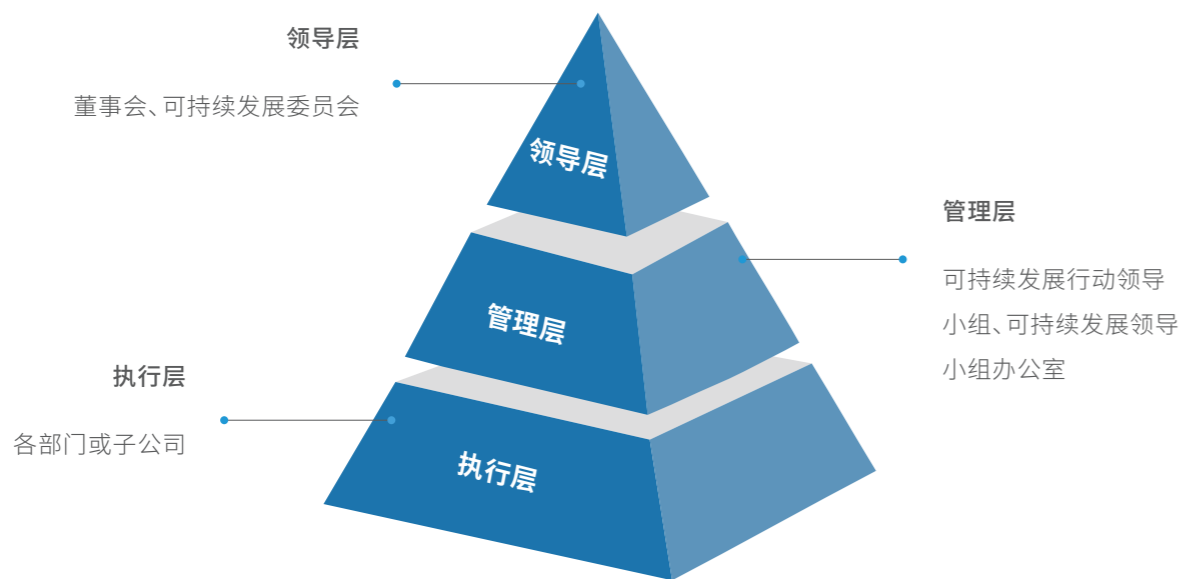 领导层
董事会、可持续发展委员会
领导层
管理层
可持续发展行动领导
小组、可持续发展领导
小组办公室
管理层
执行层
各部门或子公司
执行层